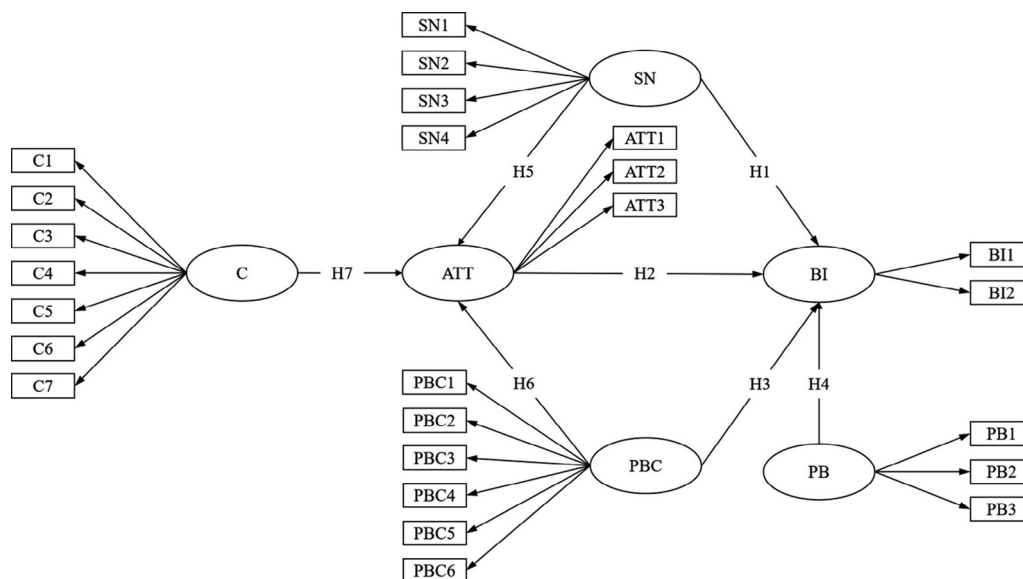 SN1
SN2
SN3
SN4
SN
ATT1
ATT2
ATT3
H5
H1
C1
C2
C3
C4
C5
C6
C7
C
H7
ATT
H2
BI
BI1
BI2
H6
H3
H4
PBC1
PBC2
PBC3
PBC4
PBC5
PBC6
PBC
PB
PB1
PB2
PB3